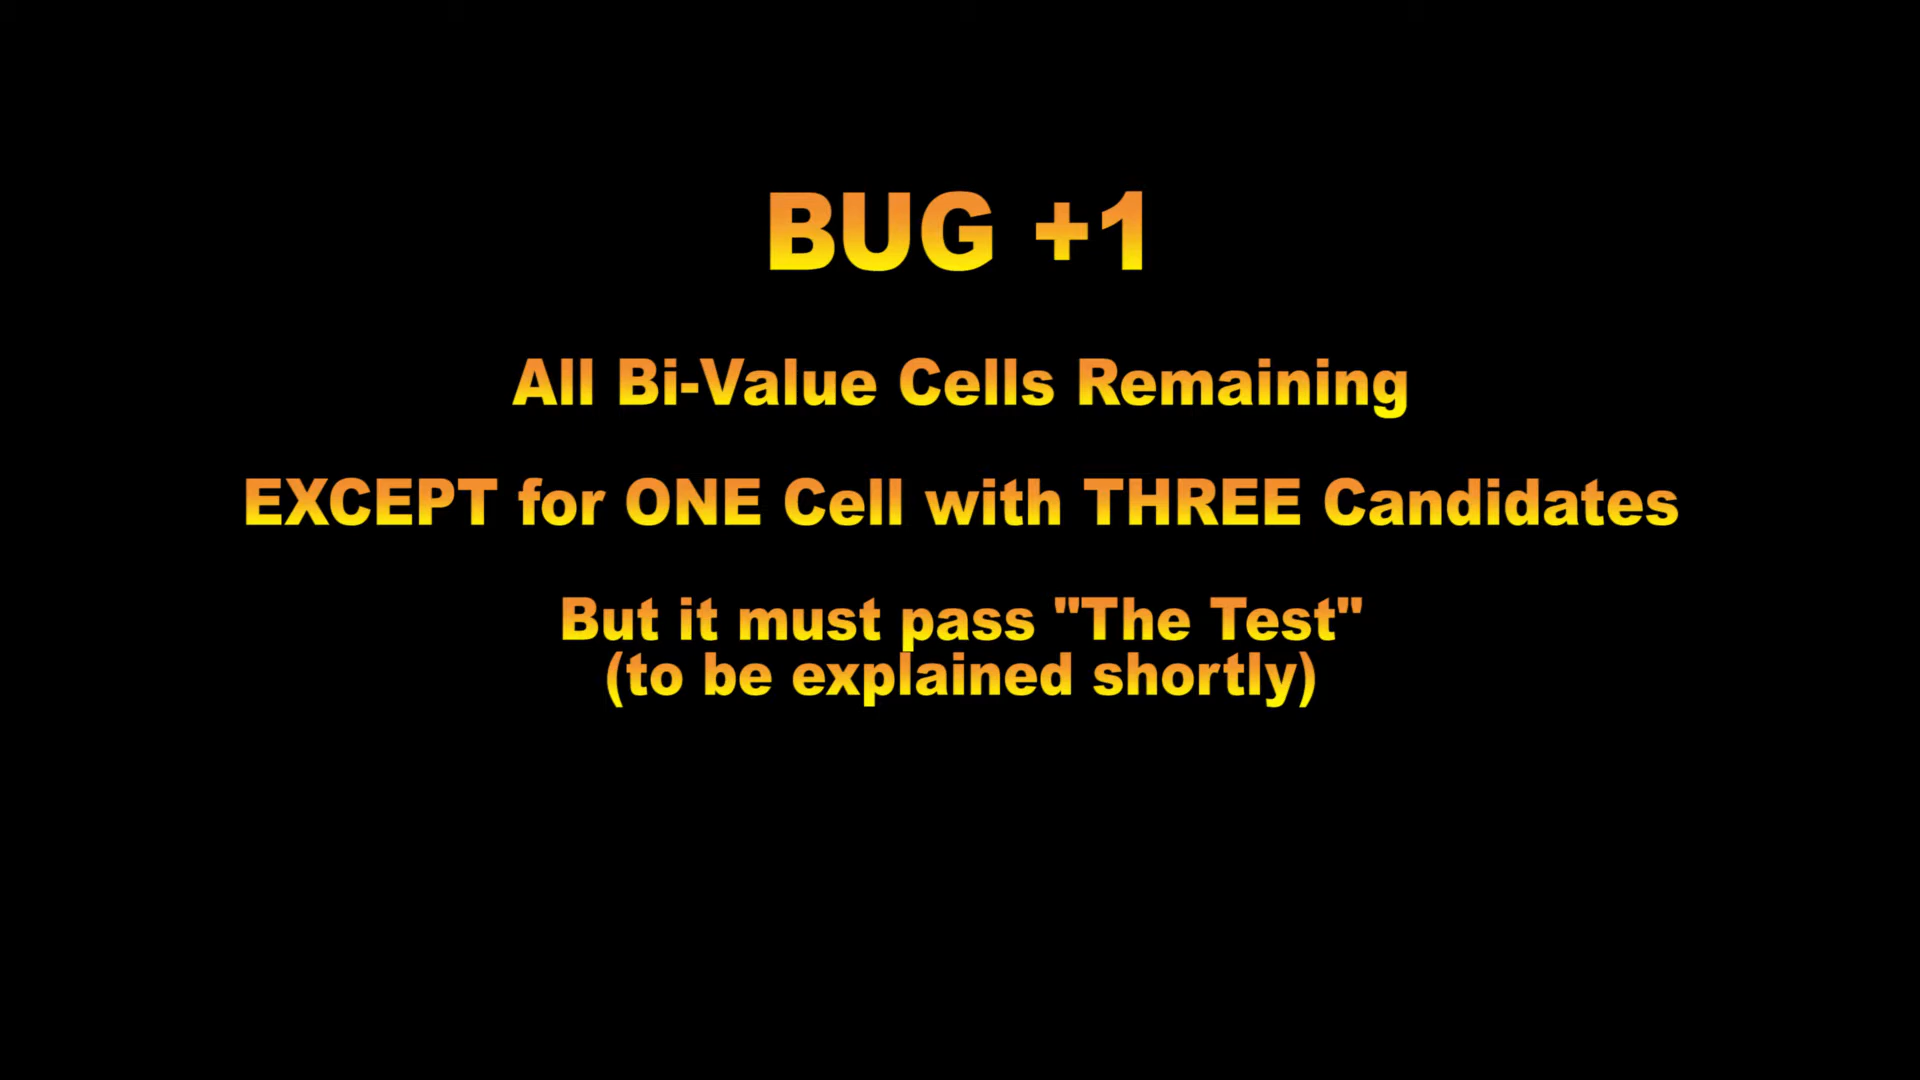 BUG +1
All Bi-Value Cells Remaining
EXCEPT for ONE Cell with THREE Candidates
But it must pass "The Test"
(to be explained shortly)